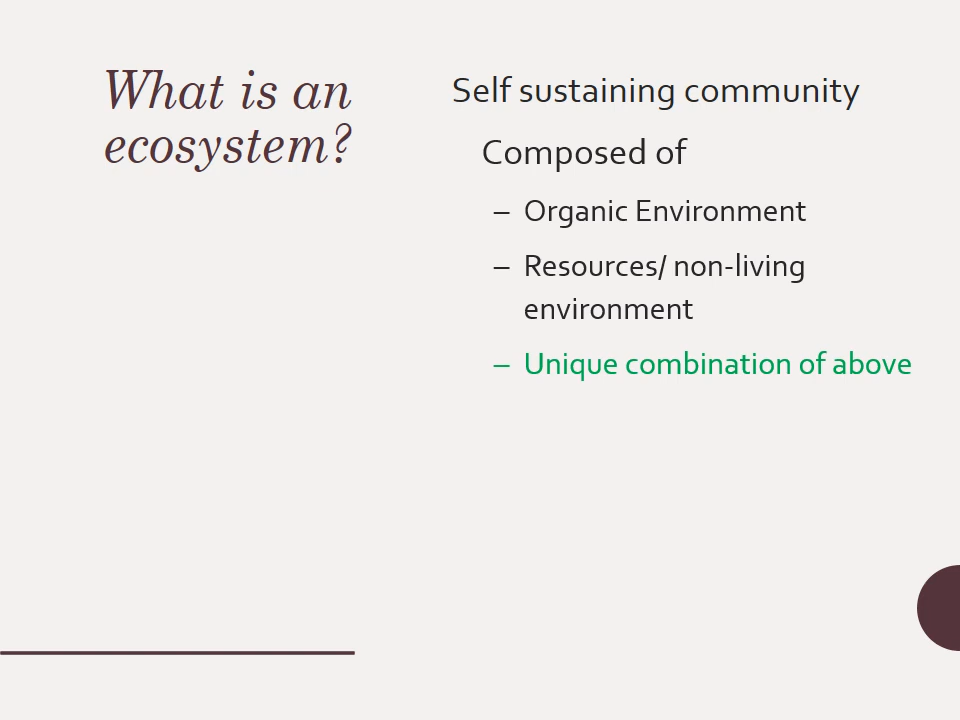 What is an
ecosystem?
Self sustaining community
Composed of
– Organic Environment
– Resources/ non-living
environment
– Unique combination of above